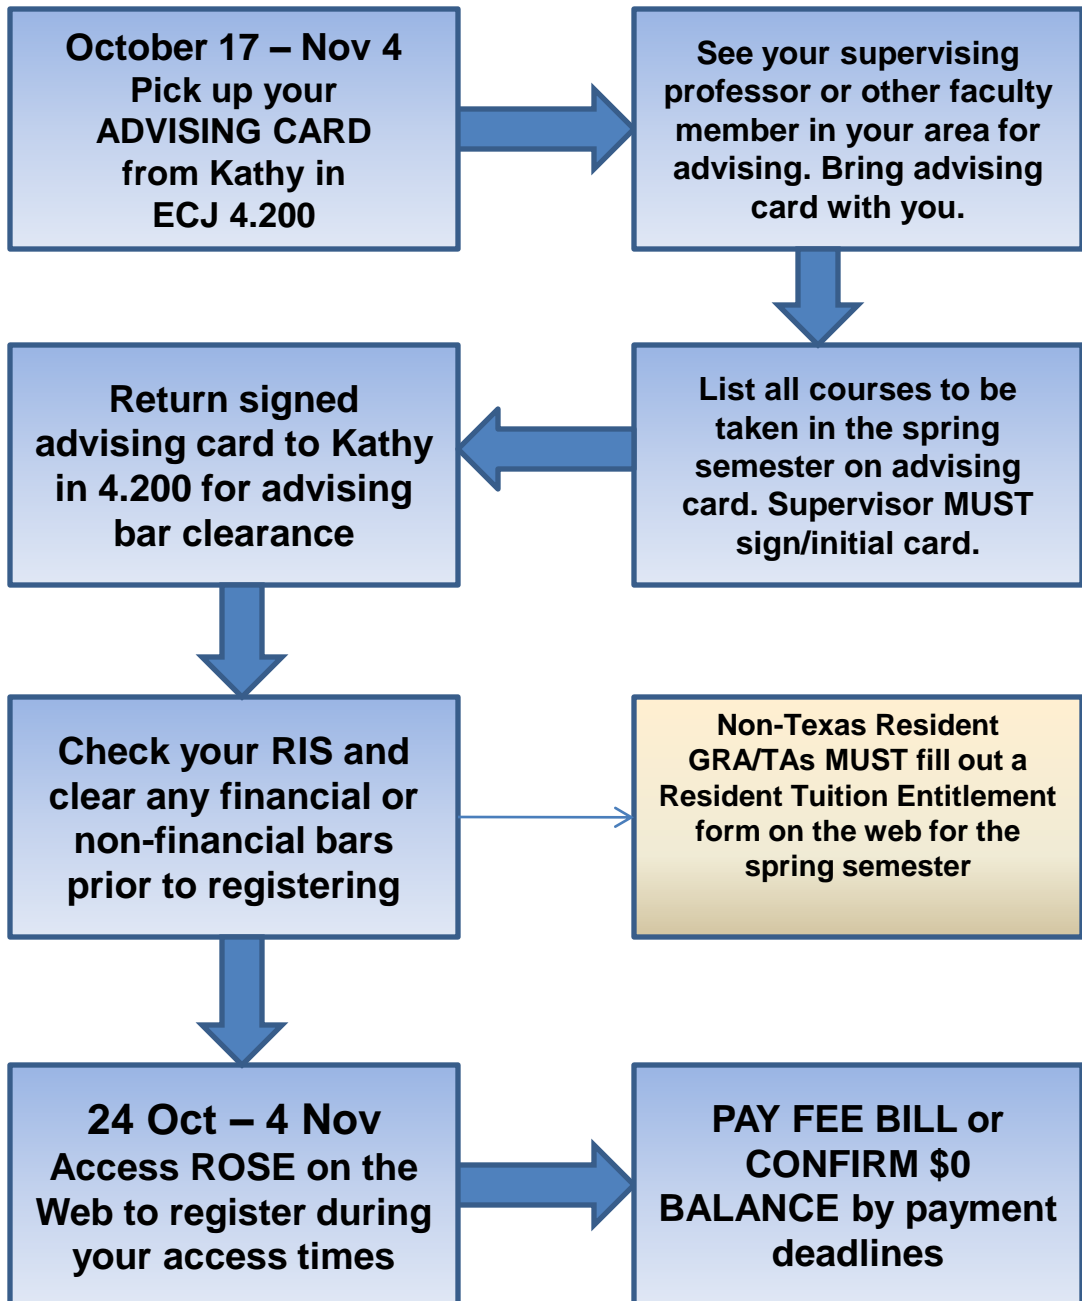 October 17 – Nov 4
Pick up your
ADVISING CARD
from Kathy in
ECJ 4.200
See your supervising
professor or other faculty
member in your area for
advising. Bring advising
card with you.
List all courses to be
taken in the spring
semester on advising
card. Supervisor MUST
sign/initial card.
Return signed
advising card to Kathy
in 4.200 for advising
bar clearance
Check your RIS and
clear any financial or
non-financial bars
prior to registering
Non-Texas Resident
GRA/TAs MUST fill out a
Resident Tuition Entitlement
form on the web for the
spring semester
24 Oct – 4 Nov
Access ROSE on the
Web to register during
your access times
PAY FEE BILL or
CONFIRM $0
BALANCE by payment
deadlines